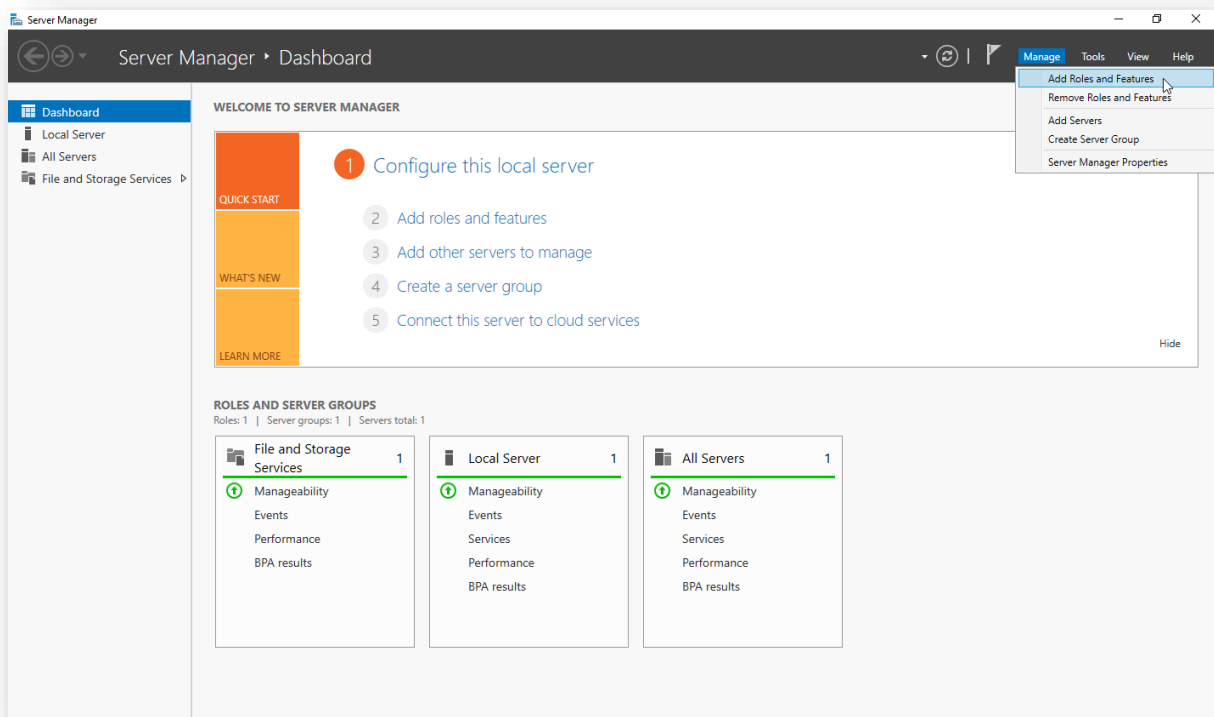 Server Manager
Server Manager ‣ Dashboard
Manage Tools View Help
Add Roles and Features
Remove Roles and Features
Add Servers
Create Server Group
Server Manager Properties
Dashboard
Local Server
All Servers
File and Storage Services
WELCOME TO SERVER MANAGER
QUICK START
WHAT'S NEW
LEARN MORE
1 Configure this local server
2 Add roles and features
3 Add other servers to manage
4 Create a server group
5 Connect this server to cloud services
Hide
ROLES AND SERVER GROUPS
Roles: 1 | Server groups: 1 | Servers total: 1
File and Storage
Services 1
Manageability
Events
Performance
BPA results
Local Server 1
Manageability
Events
Services
Performance
BPA results
All Servers 1
Manageability
Events
Services
Performance
BPA results